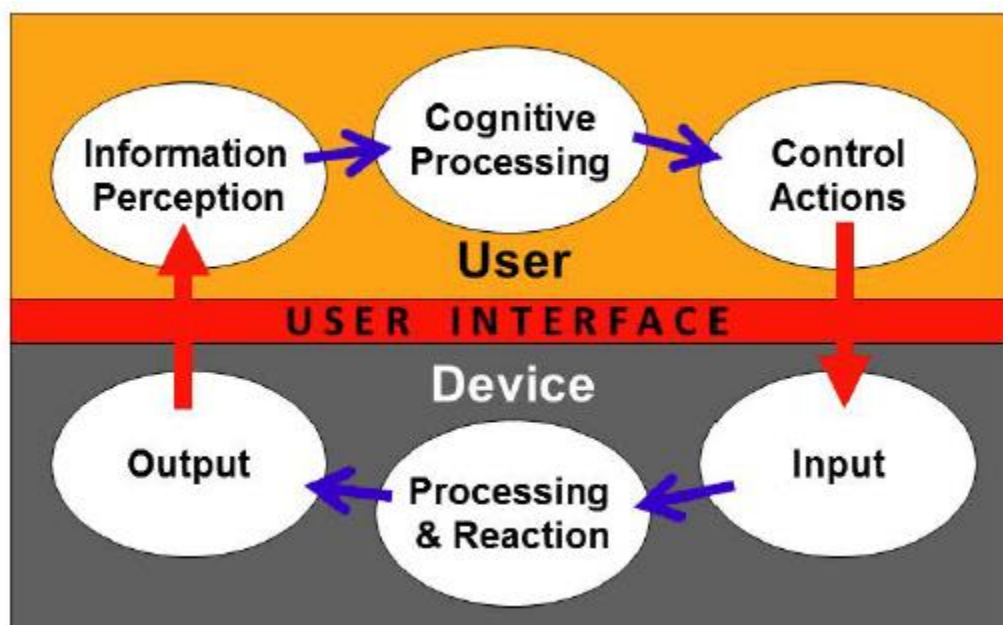 Information
Perception
Cognitive
Processing
Control
Actions
User
USER INTERFACE
Device
Output
Processing
& Reaction
Input